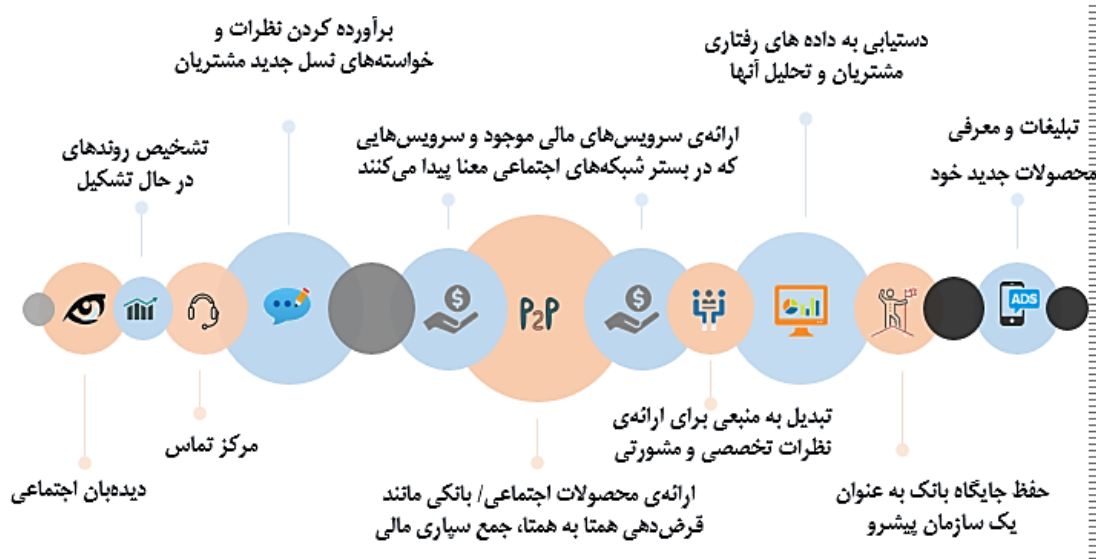 تبلیغات و معرفی
محصولات جدید خود
ADS
حفظ جایگاه بانک به عنوان
یک سازمان پیشرو
دستیابی به داده های رفتاری
مشتریان و تحلیل آنها
تبدیل به منبعی برای ارائه‌ی
نظرات تخصصی و مشورتی
ارائه‌ی سرویس‌های مالی موجود و سرویس‌هایی
که در بستر شبکه‌های اجتماعی معنا پیدا می‌کنند
$
P2P
$
ارائه‌ی محصولات اجتماعی/ بانکی مانند
قرض‌دهی همتا به همتا، جمع سپاری مالی
برآورده کردن نظرات و
خواسته‌های نسل جدید مشتریان
مرکز تماس
تشخیص روندهای
در حال تشکیل
دیده‌بان اجتماعی